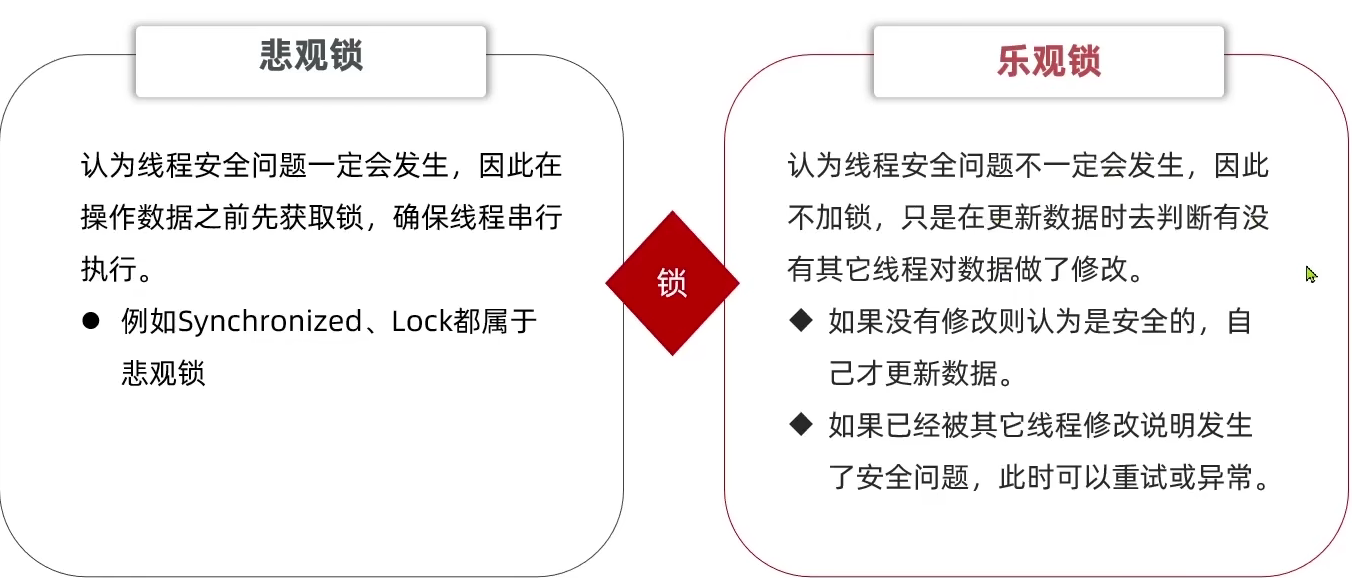 悲观锁
认为线程安全问题一定会发生，因此在
操作数据之前先获取锁，确保线程串行
执行。
● 例如Synchronized、Lock都属于
悲观锁
锁
乐观锁
认为线程安全问题不一定会发生，因此
不加锁，只是在更新数据时去判断有没
有其它线程对数据做了修改。
◆ 如果没有修改则认为是安全的，自
己才更新数据。
◆ 如果已经被其它线程修改说明发生
了安全问题，此时可以重试或异常。